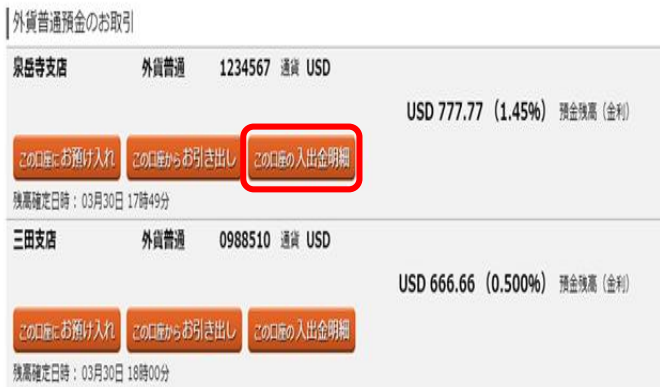 外貨普通預金のお取引
泉岳寺支店 外貨普通 1234567 通貨 USD
USD 777.77 (1.45%) 預金残高 (金利)
この口座にお預け入れ この口座からお引き出し この口座の入出金明細
残高確定日時：03月30日 17時49分
三田支店 外貨普通 0988510 通貨 USD
USD 666.66 (0.500%) 預金残高 (金利)
この口座にお預け入れ この口座からお引き出し この口座の入出金明細
残高確定日時：03月30日 18時00分